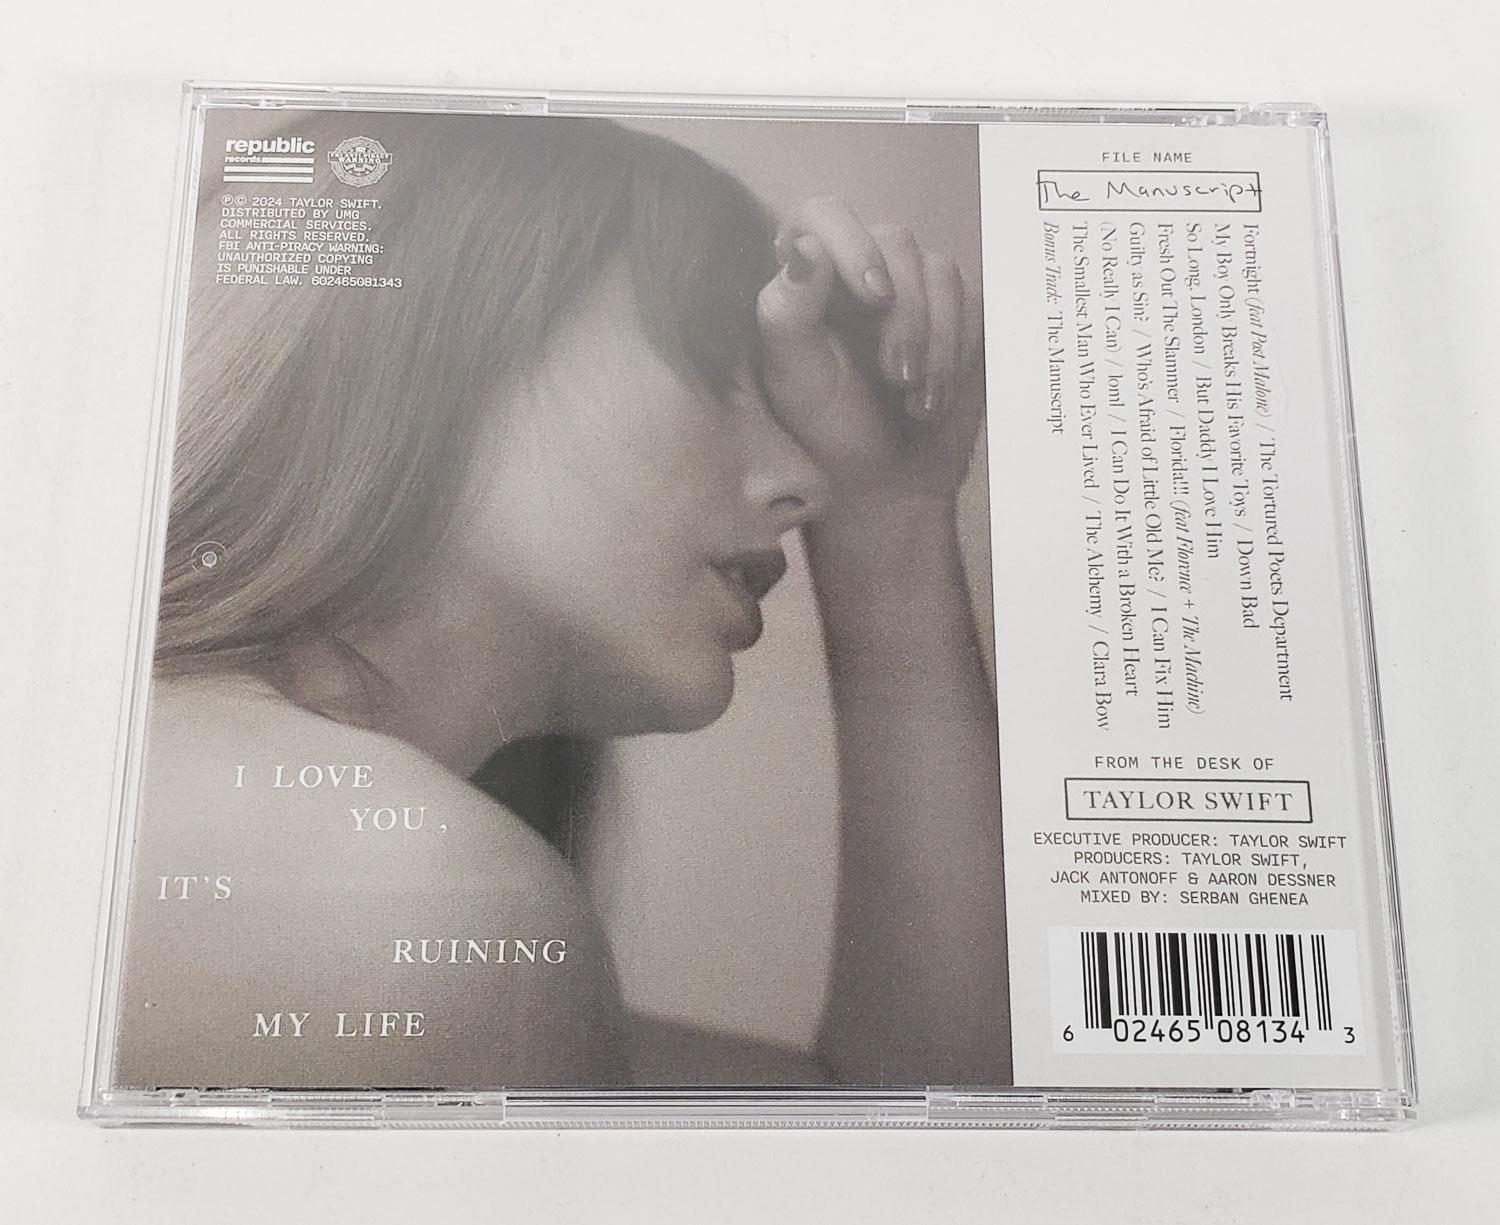 republic
records
℗© 2024 TAYLOR SWIFT.
DISTRIBUTED BY UMG
COMMERCIAL SERVICES.
ALL RIGHTS RESERVED.
FBI ANTI-PIRACY WARNING:
UNAUTHORIZED COPYING
IS PUNISHABLE UNDER
FEDERAL LAW. 602465081343
I LOVE
YOU,
IT'S
RUINING
MY LIFE
FILE NAME
The Manuscript
Fortnight (feat Post Malone) / The Tortured Poets Department
My Boy Only Breaks His Favorite Toys / Down Bad
So Long, London / But Daddy I Love Him
Fresh Out The Slammer / Florida!!! (feat Florence + The Machine)
Guilty as Sin? / Who's Afraid of Little Old Me? / I Can Fix Him
(No Really I Can) / loml / I Can Do It With a Broken Heart
The Smallest Man Who Ever Lived / The Alchemy / Clara Bow
Bonus Track: The Manuscript
FROM THE DESK OF
TAYLOR SWIFT
EXECUTIVE PRODUCER: TAYLOR SWIFT
PRODUCERS: TAYLOR SWIFT,
JACK ANTONOFF & AARON DESSNER
MIXED BY: SERBAN GHENEA
6 02465 08134 3